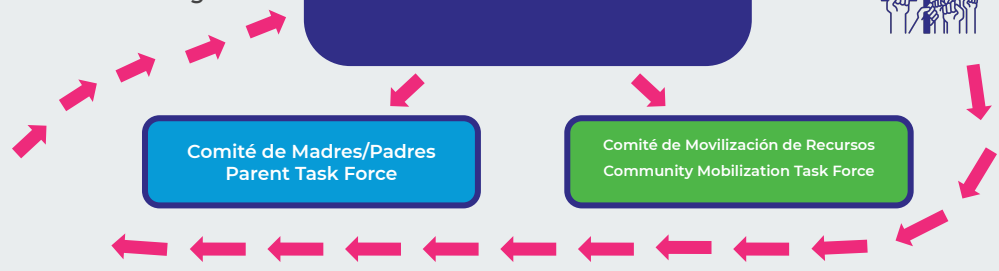 Comité de Madres/Padres
Parent Task Force
Comité de Movilización de Recursos
Community Mobilization Task Force